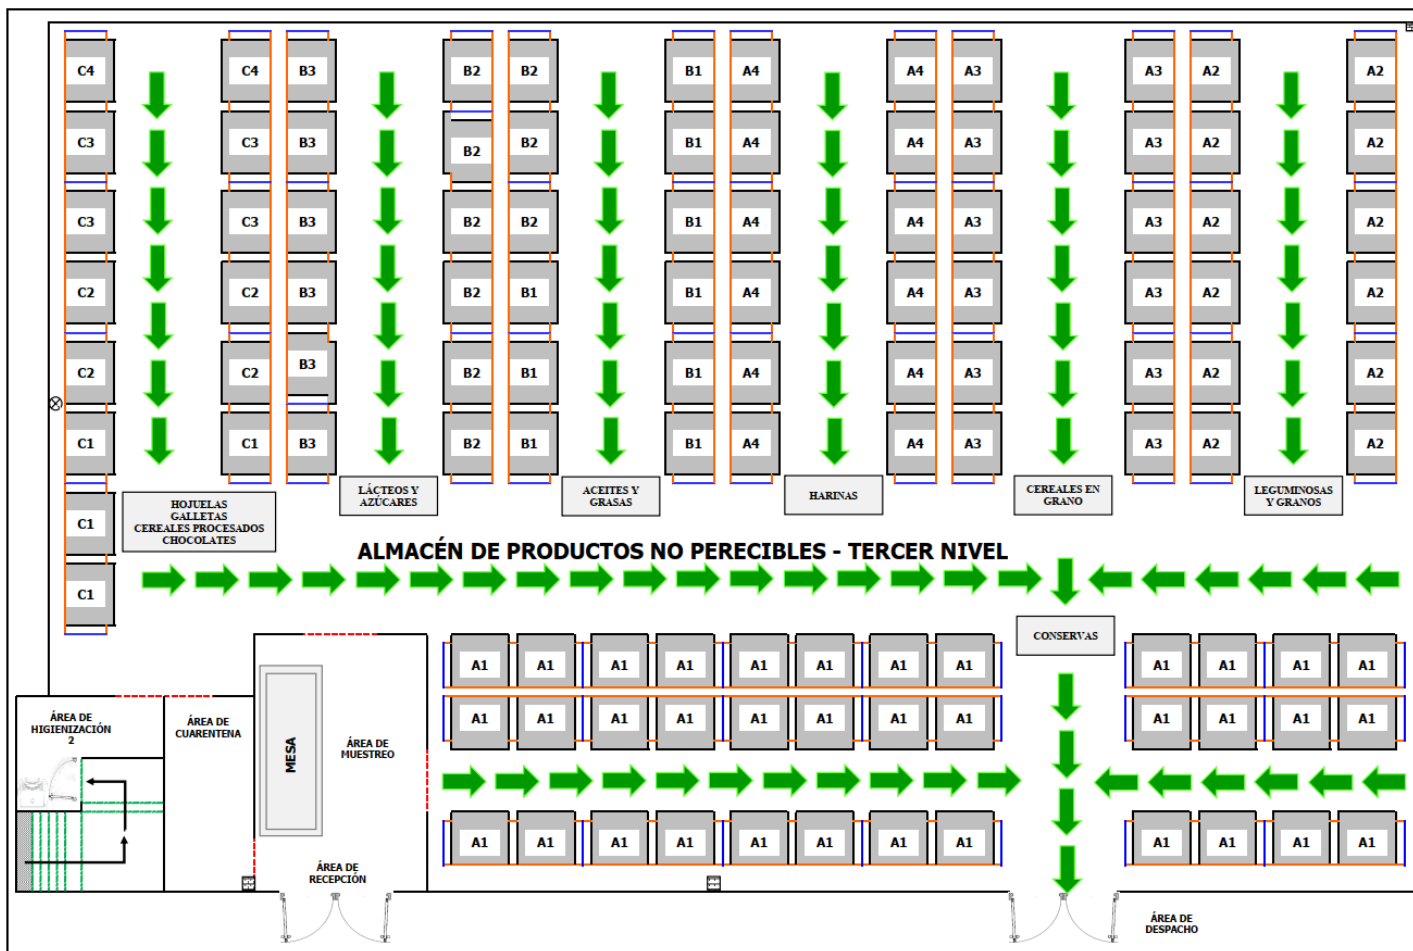 C4 C4 B3 B2 B2 B1 A4 A4 A3 A3 A2 A2
C3 C3 B3 B2 B2 B1 A4 A4 A3 A3 A2 A2
C3 C3 B3 B2 B2 B1 A4 A4 A3 A3 A2 A2
C2 C2 B3 B2 B1 B1 A4 A4 A3 A3 A2 A2
C2 C2 B3 B2 B1 B1 A4 A4 A3 A3 A2 A2
C1 C1 B3 B2 B1 B1 A4 A4 A3 A3 A2 A2
C1
C1
HOJUELAS
GALLETAS
CEREALES PROCESADOS
CHOCOLATES
LÁCTEOS Y
AZÚCARES
ACEITES Y
GRASAS
HARINAS
CEREALES EN
GRANO
LEGUMINOSAS
Y GRANOS
ALMACÉN DE PRODUCTOS NO PERECIBLES - TERCER NIVEL
CONSERVAS
A1 A1 A1 A1 A1 A1 A1 A1 A1 A1 A1 A1
A1 A1 A1 A1 A1 A1 A1 A1 A1 A1 A1 A1
A1 A1 A1 A1 A1 A1 A1 A1 A1 A1 A1 A1
ÁREA DE
HIGIENIZACIÓN
2
ÁREA DE
CUARENTENA
MESA
ÁREA DE
MUESTREO
ÁREA DE
RECEPCIÓN
ÁREA DE
DESPACHO